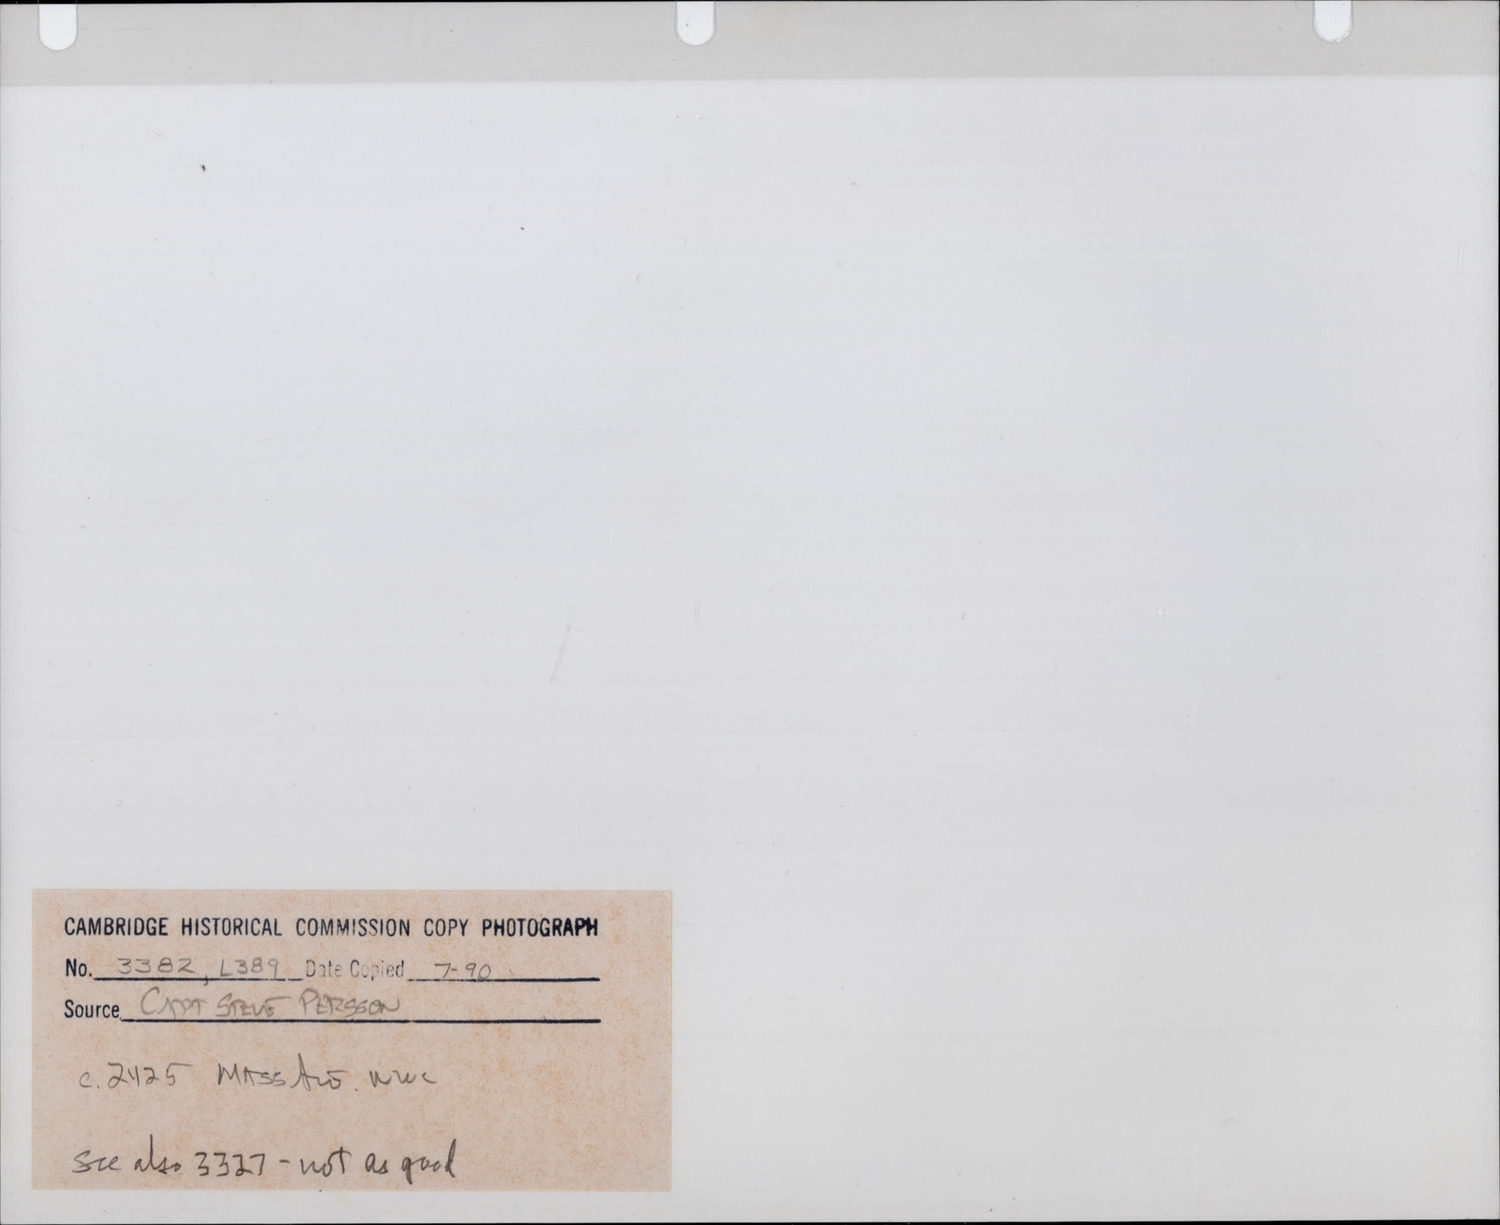 CAMBRIDGE HISTORICAL COMMISSION COPY PHOTOGRAPH
No. 3382, L389 Date Copied 7-90
Source CAPT STEVE PERSSON
c. 2425 MASS AVE.
see also 3327 - not as good